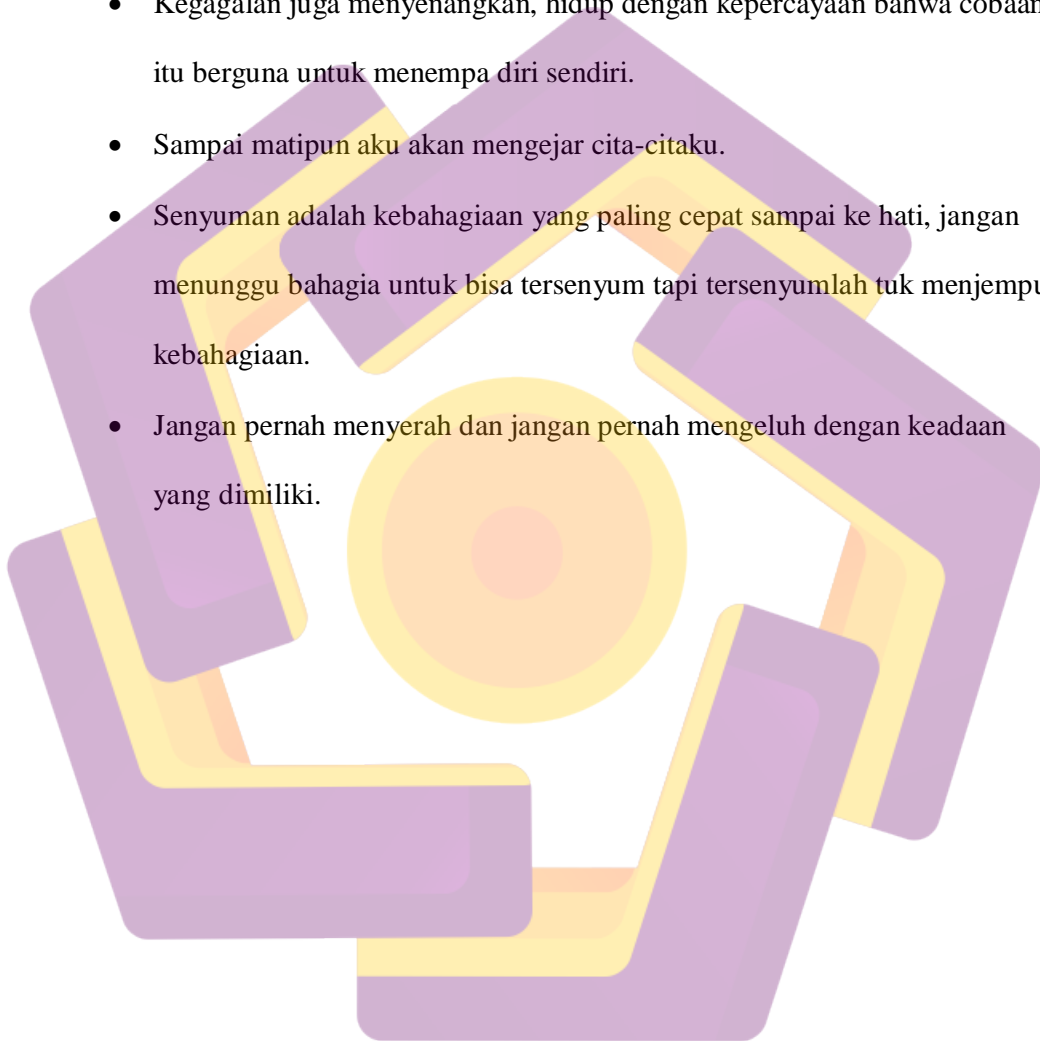 • Kegagalan juga menyenangkan, hidup dengan kepercayaan bahwa cobaan
itu berguna untuk menempa diri sendiri.
• Sampai matipun aku akan mengejar cita-citaku.
• Senyuman adalah kebahagiaan yang paling cepat sampai ke hati, jangan
menunggu bahagia untuk bisa tersenyum tapi tersenyumlah tuk menjempu
kebahagiaan.
• Jangan pernah menyerah dan jangan pernah mengeluh dengan keadaan
yang dimiliki.